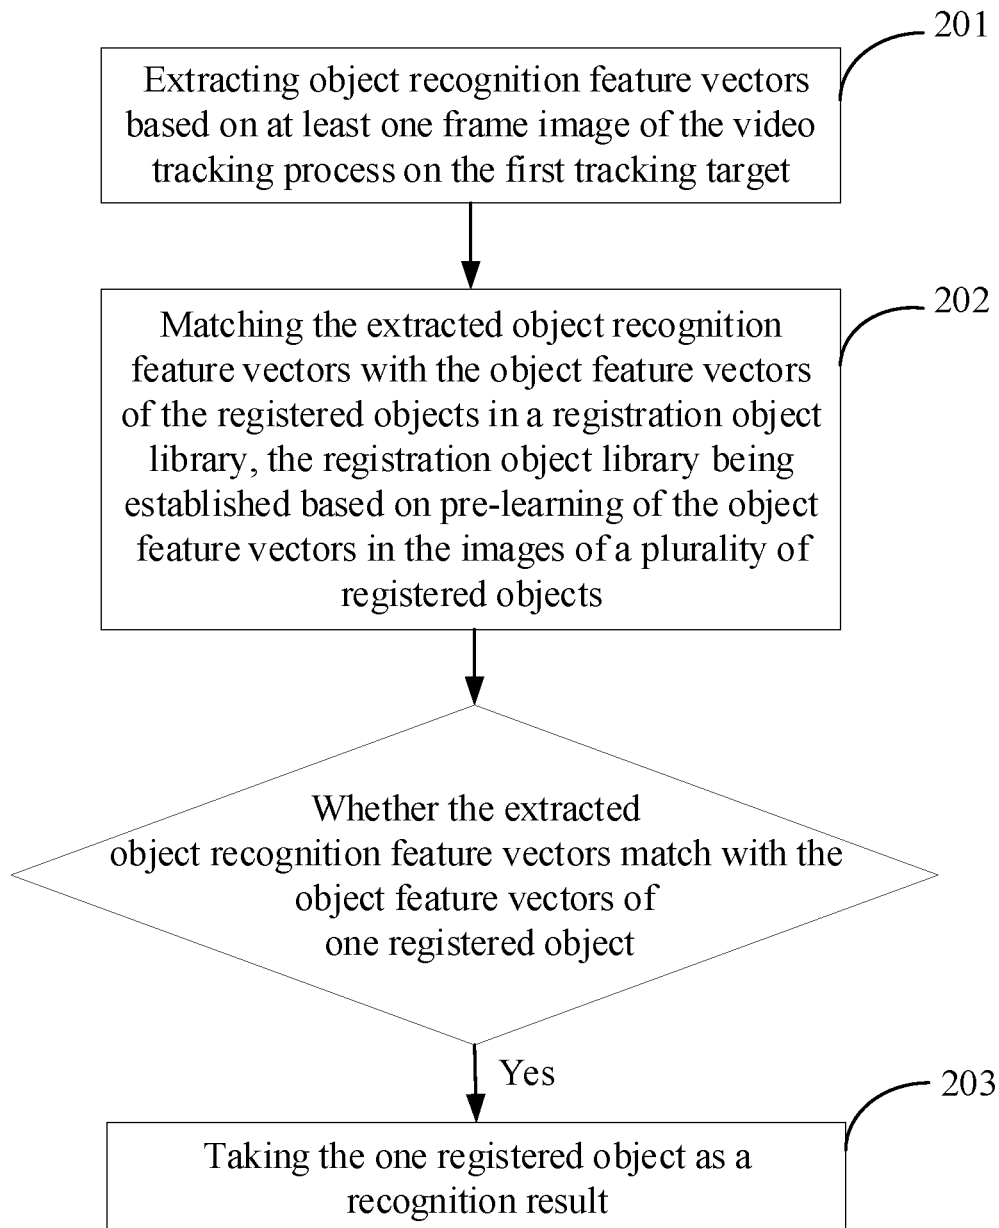 201
Extracting object recognition feature vectors
based on at least one frame image of the video
tracking process on the first tracking target
202
Matching the extracted object recognition
feature vectors with the object feature vectors
of the registered objects in a registration object
library, the registration object library being
established based on pre-learning of the object
feature vectors in the images of a plurality of
registered objects
Whether the extracted
object recognition feature vectors match with the
object feature vectors of
one registered object
Yes
203
Taking the one registered object as a
recognition result